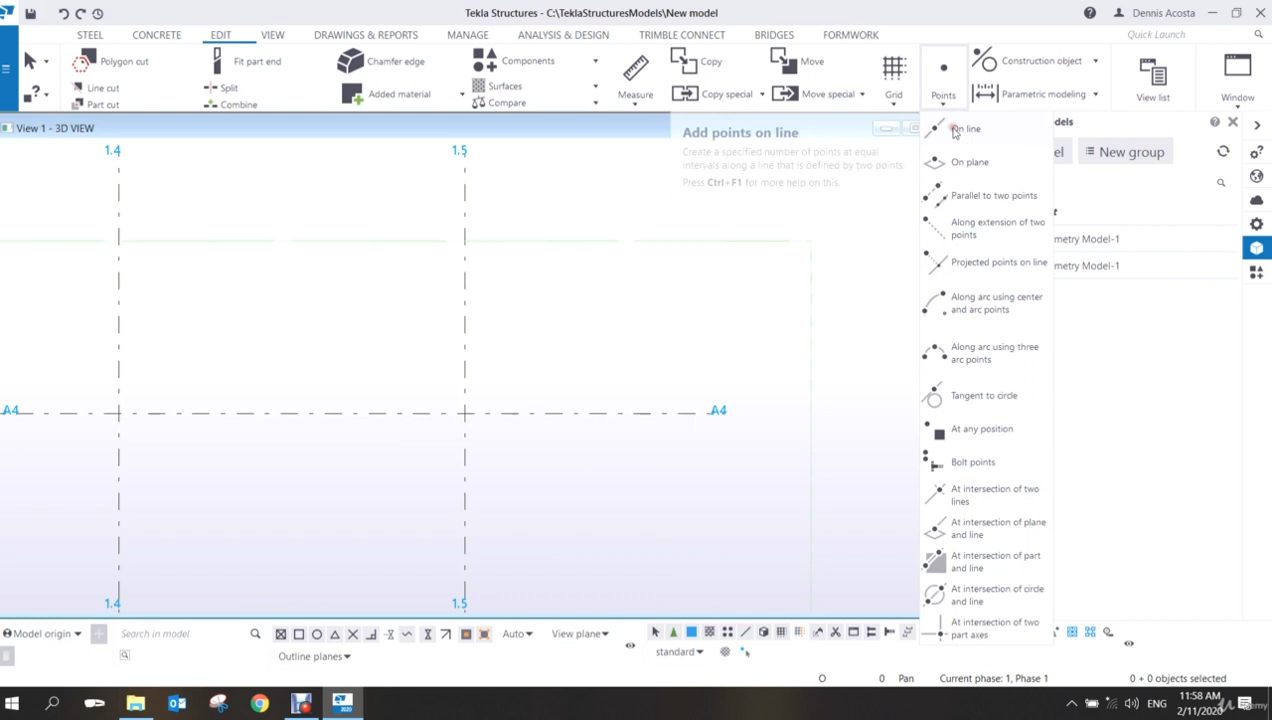 Tekla Structures - C:\TeklaStructuresModels\New model
Dennis Acosta
STEEL CONCRETE EDIT VIEW DRAWINGS & REPORTS MANAGE ANALYSIS & DESIGN TRIMBLE CONNECT BRIDGES FORMWORK
Quick Launch
Polygon cut Fit part end Chamfer edge Components Copy Move Construction object
Line cut Split Surfaces
Added material Measure Copy special Move special Grid Points Parametric modeling View list Window
Part cut Combine Compare
View 1 - 3D VIEW
dels
Add points on line
Create a specified number of points at equal
intervals along a line that is defined by two points.
Press Ctrl+F1 for more help on this.
On line
On plane
Parallel to two points
Along extension of two
points
Projected points on line
Along arc using center
and arc points
Along arc using three
arc points
Tangent to circle
At any position
Bolt points
At intersection of two
lines
At intersection of plane
and line
At intersection of part
and line
At intersection of circle
and line
At intersection of two
part axes
el New group
t
metry Model-1
metry Model-1
1.4 1.5
A4 A4
1.4 1.5
Model origin Search in model Auto View plane
Outline planes standard
O 0 Pan Current phase: 1, Phase 1 0 + 0 objects selected
2020
ENG
11:58 AM
2/11/2020
Udemy